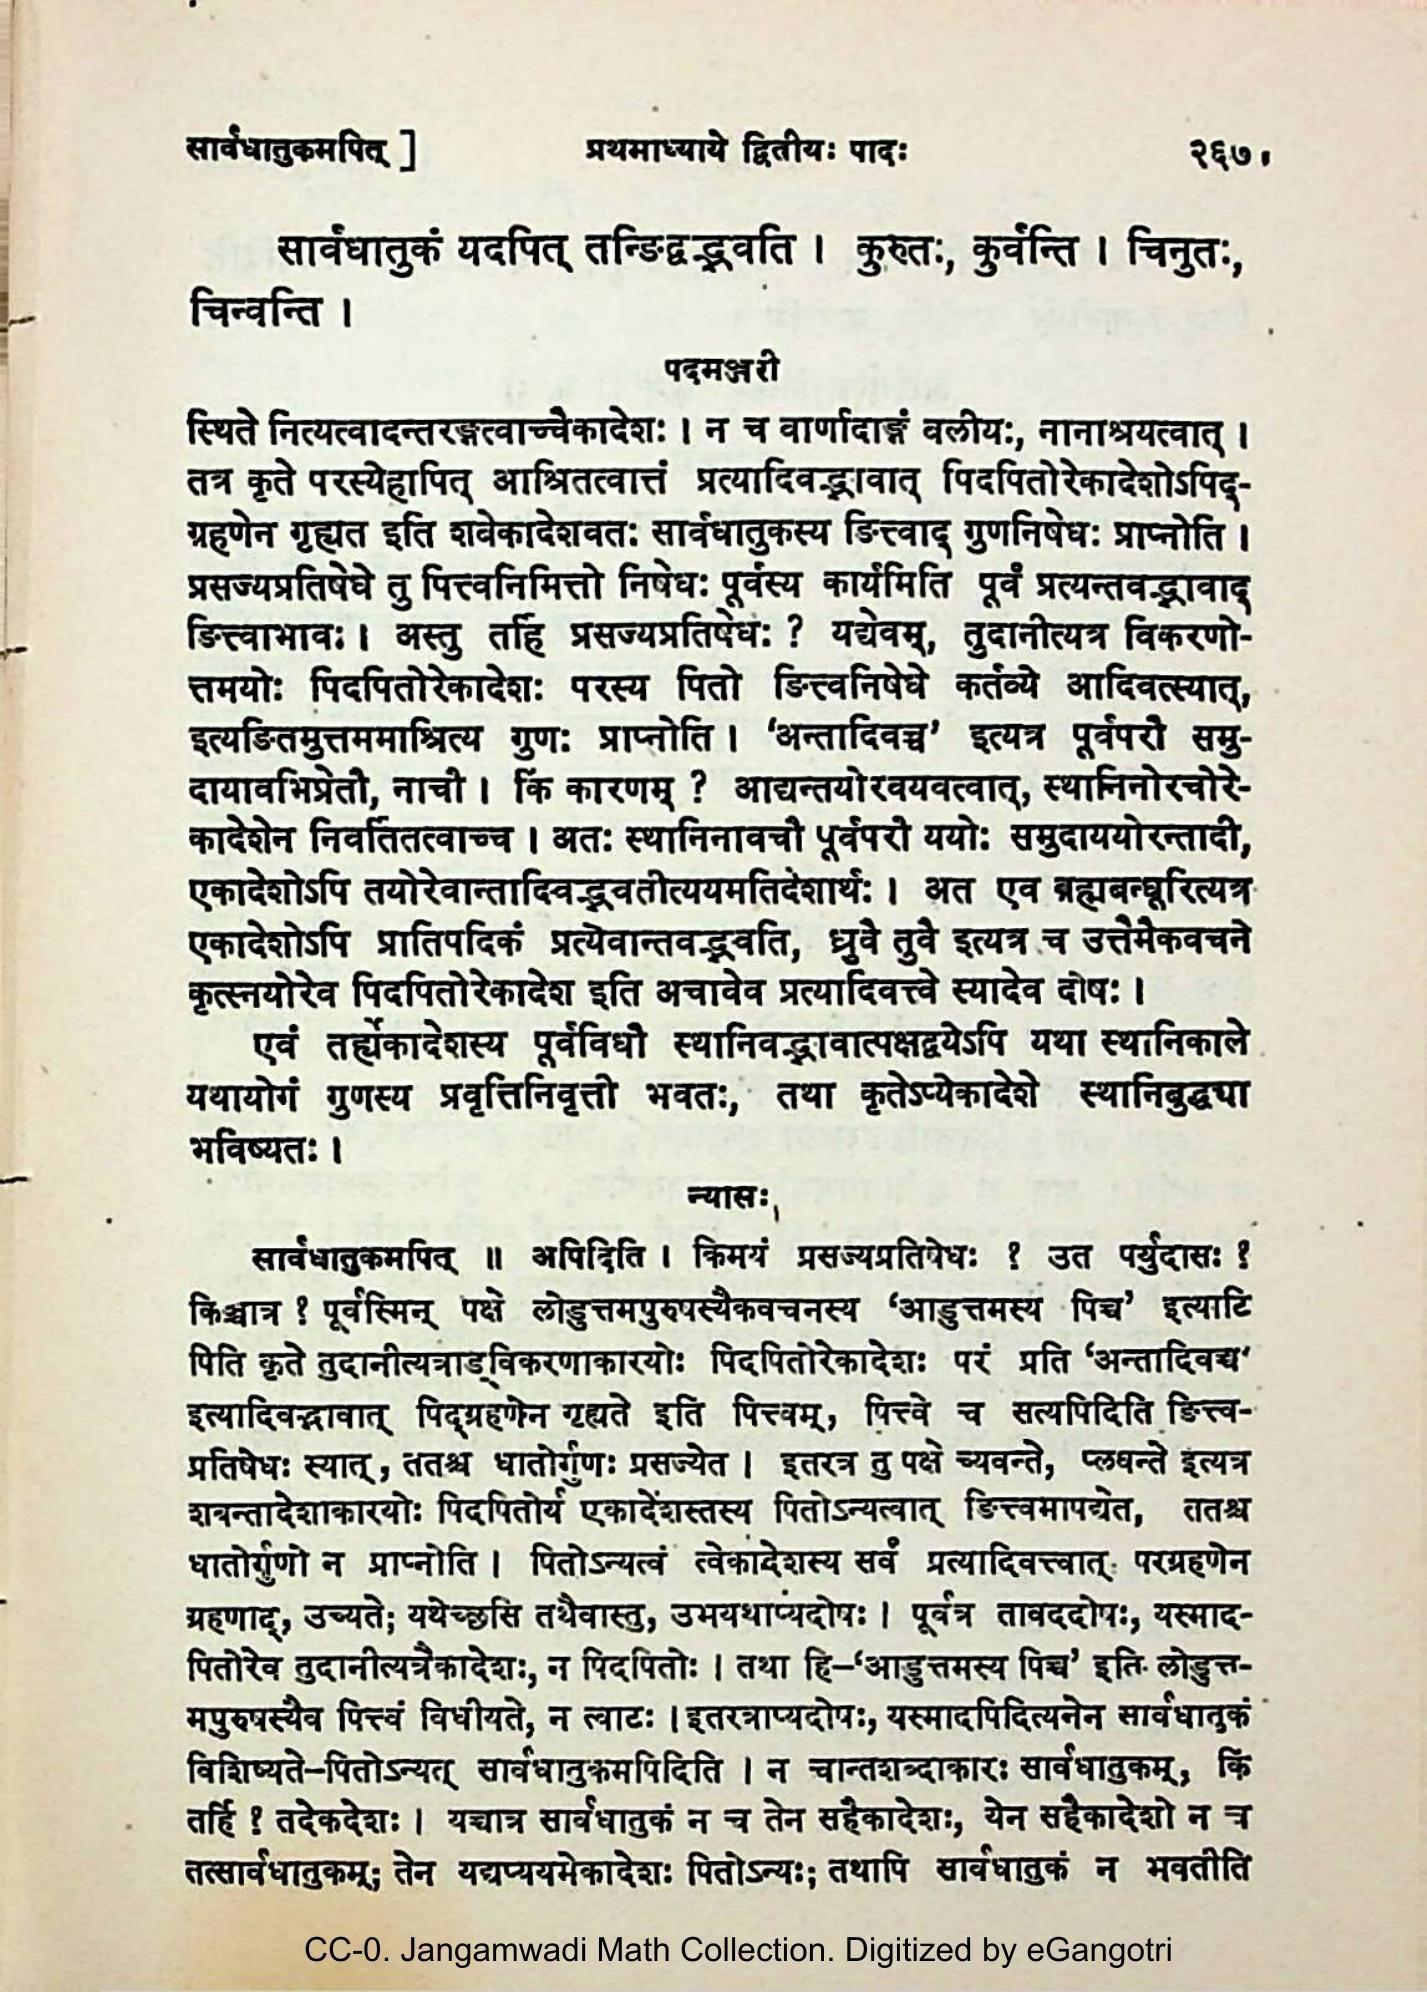 सार्वधातुकमपित् ]
प्रथमाध्याये द्वितीयः पादः
२६७
सार्वधातुकं यदपित् तन्ङिद्वद्भवति । कुरुतः, कुर्वन्ति । चिनुतः,
चिन्वन्ति ।
पदमञ्जरी
स्थिते नित्यत्वादन्तरङ्गत्वाच्चैकादेशः । न च वार्णादाङ्गं वलीयः, नानाश्रयत्वात् ।
तत्र कृते परस्येहापित् आश्रितत्वात्तं प्रत्यादिवद्भावात् पिदपितोरेकादेशोऽपिद्-
ग्रहणेन गृह्यत इति शवेकादेशवतः सार्वधातुकस्य ङित्त्वाद् गुणनिषेधः प्राप्नोति ।
प्रसज्यप्रतिषेधे तु पित्त्वनिमित्तो निषेधः पूर्वस्य कार्यमिति पूर्वं प्रत्यन्तवद्भावाद्
ङित्त्वाभावः । अस्तु तर्हि प्रसज्यप्रतिषेधः ? यद्येवम्, तुदानीत्यत्र विकरणो-
त्तमयोः पिदपितोरेकादेशः परस्य पितो ङित्त्वनिषेधे कर्तव्ये आदिवत्स्यात्,
इत्यङितमुत्तममाश्रित्य गुणः प्राप्नोति । ‘अन्तादिवच्च’ इत्यत्र पूर्वपरौ समु-
दायावभिप्रेतौ, नाचौ । किं कारणम् ? आद्यन्तयोरवयवत्वात्, स्थानिनोरचोरे-
कादेशेन निवर्तितत्वाच्च । अतः स्थानिनावचौ पूर्वपरौ ययोः समुदाययोरन्तादी,
एकादेशोऽपि तयोरेवान्तादिवद्भवतीत्ययमतिदेशार्थः । अत एव ब्रह्मबन्धूरित्यत्र
एकादेशोऽपि प्रातिपदिकं प्रत्येवान्तवद्भवति, ध्रुवै तुवै इत्यत्र च उत्तमैकवचने
कृत्स्नयोरेव पिदपितोरेकादेश इति अचावेव प्रत्यादिवत्त्वे स्यादेव दोषः ।
एवं तर्ह्येकादेशस्य पूर्वविधौ स्थानिवद्भावात्पक्षद्वयेऽपि यथा स्थानिकाले
यथायोगं गुणस्य प्रवृत्तिनिवृत्ती भवतः, तथा कृतेऽप्येकादेशे स्थानिबुद्ध्या
भविष्यतः ।
न्यासः
सार्वधातुकमपित् ॥ अपिदिति । किमयं प्रसज्यप्रतिषेधः ? उत पर्युदासः ?
किञ्चात्र ? पूर्वस्मिन् पक्षे लोडुत्तमपुरुषस्यैकवचनस्य ‘आडुत्तमस्य पिच्च’ इत्याटि
पिति कृते तुदानीत्यत्राड्विकरणाकारयोः पिदपितोरेकादेशः परं प्रति ‘अन्तादिवच्च’
इत्यादिवद्भावात् पिद्ग्रहणेन गृह्यते इति पित्त्वम्, पित्त्वे च सत्यपिदिति ङित्त्व-
प्रतिषेधः स्यात्, ततश्च धातोर्गुणः प्रसज्येत । इतरत्र तु पक्षे च्यवन्ते, प्लवन्ते इत्यत्र
शबन्तादेशाकारयोः पिदपितोर्य एकादेशस्तस्य पितोऽन्यत्वात् ङित्त्वमापद्येत, ततश्च
धातोर्गुणो न प्राप्नोति । पितोऽन्यत्वं त्वेकादेशस्य सर्वं प्रत्यादिवत्त्वात् परग्रहणेन
ग्रहणाद्, उच्यते; यथेच्छसि तथैवास्तु, उभयथाप्यदोषः । पूर्वत्र तावददोषः, यस्माद-
पितोरेव तुदानीत्यत्रैकादेशः, न पिदपितोः । तथा हि–‘आडुत्तमस्य पिच्च’ इति लोडुत्त-
मपुरुषस्यैव पित्त्वं विधीयते, न त्वाटः । इतरत्राप्यदोषः, यस्मादपिदित्यनेन सार्वधातुकं
विशिष्यते–पितोऽन्यत् सार्वधातुकमपिदिति । न चान्तशब्दाकारः सार्वधातुकम्, किं
तर्हि ? तदेकदेशः । यच्चात्र सार्वधातुकं न च तेन सहैकादेशः, येन सहैकादेशो न च
तत्सार्वधातुकम्; तेन यद्यप्ययमेकादेशः पितोऽन्यः; तथापि सार्वधातुकं न भवतीति
CC-0. Jangamwadi Math Collection. Digitized by eGangotri